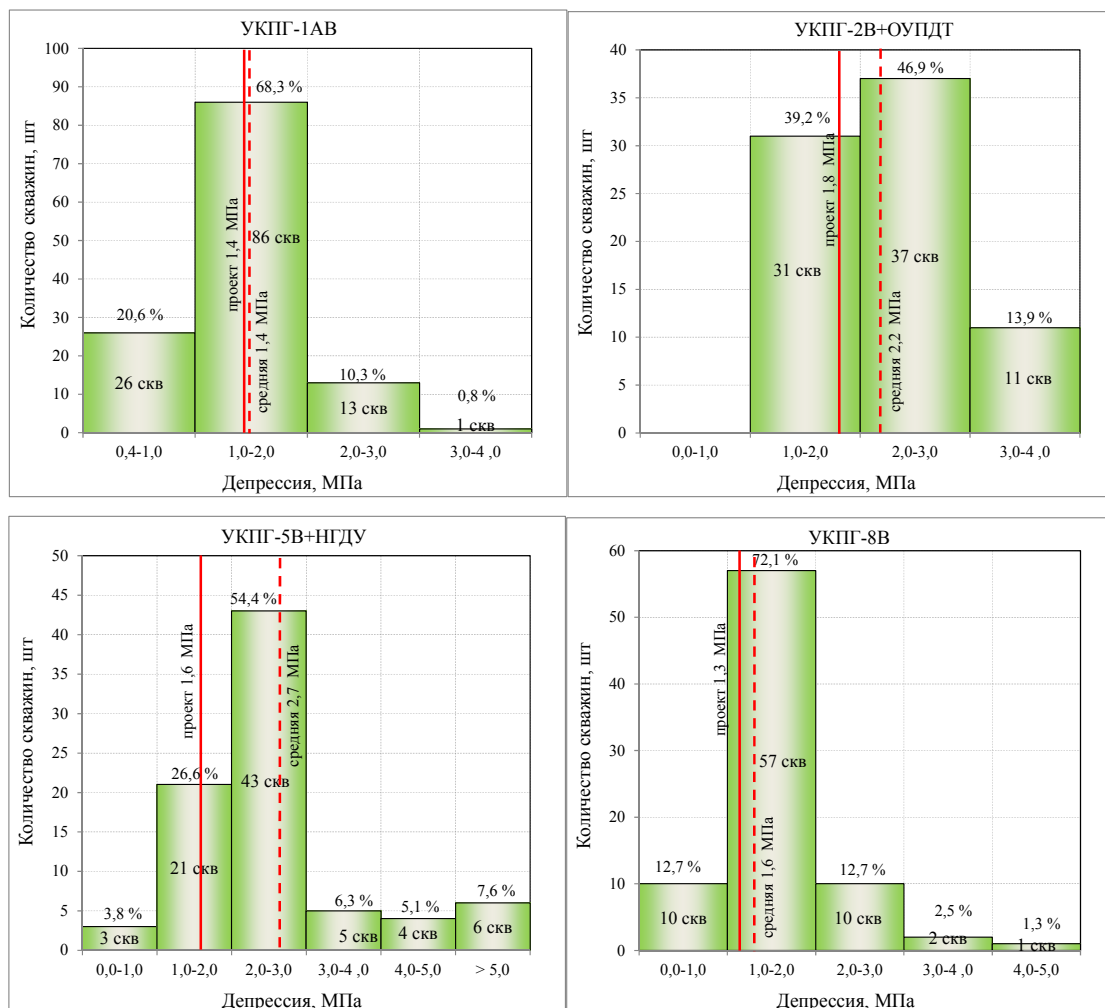 УКПГ-1АВ
Количество скважин, шт
100
90
80
70
60
50
40
30
20
10
0
20,6 %
26 скв
68,3 %
86 скв
проект 1,4 МПа
средняя 1,4 МПа
10,3 %
13 скв
0,8 %
1 скв
0,4-1,0
1,0-2,0
2,0-3,0
3,0-4 ,0
Депрессия, МПа
УКПГ-2В+ОУПДТ
Количество скважин, шт
40
35
30
25
20
15
10
5
0
39,2 %
31 скв
проект 1,8 МПа
46,9 %
37 скв
средняя 2,2 МПа
13,9 %
11 скв
0,0-1,0
1,0-2,0
2,0-3,0
3,0-4 ,0
Депрессия, МПа
УКПГ-5В+НГДУ
Количество скважин, шт
50
45
40
35
30
25
20
15
10
5
0
3,8 %
3 скв
26,6 %
21 скв
проект 1,6 МПа
54,4 %
43 скв
средняя 2,7 МПа
6,3 %
5 скв
5,1 %
4 скв
7,6 %
6 скв
0,0-1,0
1,0-2,0
2,0-3,0
3,0-4 ,0
4,0-5,0
> 5,0
Депрессия, МПа
УКПГ-8В
Количество скважин, шт
60
50
40
30
20
10
0
12,7 %
10 скв
проект 1,3 МПа
72,1 %
57 скв
средняя 1,6 МПа
12,7 %
10 скв
2,5 %
2 скв
1,3 %
1 скв
0,0-1,0
1,0-2,0
2,0-3,0
3,0-4 ,0
4,0-5,0
Депрессия, МПа